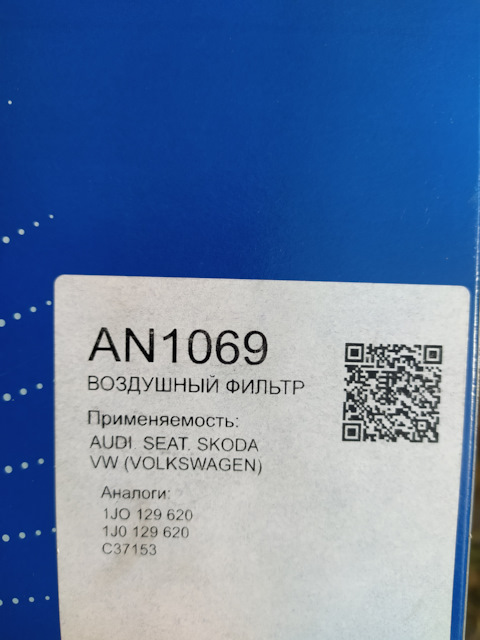 AN1069
ВОЗДУШНЫЙ ФИЛЬТР
Применяемость:
AUDI. SEAT. SKODA
VW (VOLKSWAGEN)
Аналоги:
1JO 129 620
1J0 129 620
C37153